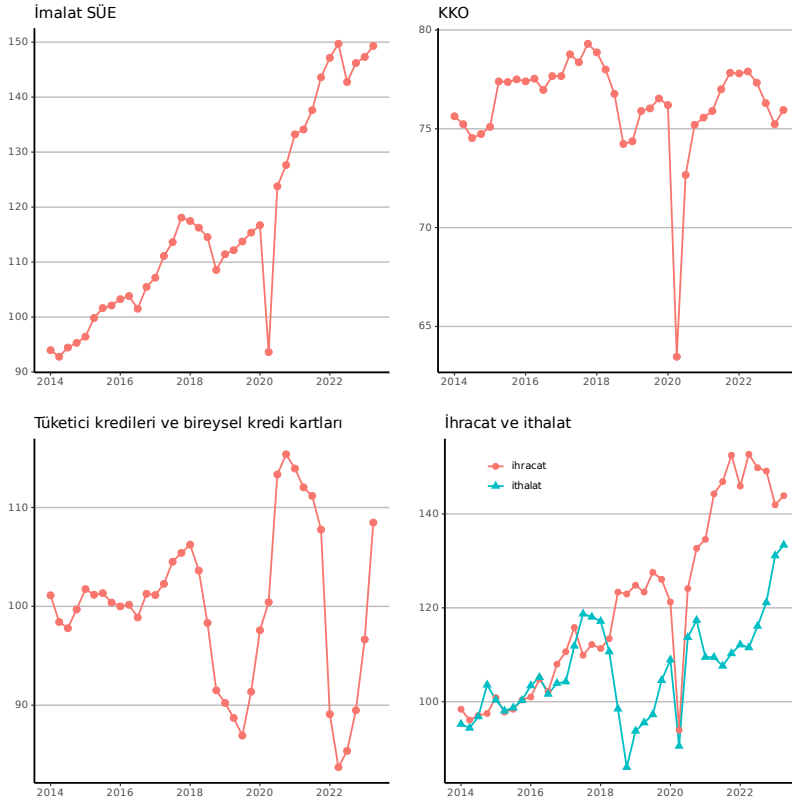 İmalat SÜE
150
140
130
120
110
100
90
2014 2016 2018 2020 2022
KKO
80
75
70
65
2014 2016 2018 2020 2022
Tüketici kredileri ve bireysel kredi kartları
110
100
90
2014 2016 2018 2020 2022
İhracat ve ithalat
ihracat
ithalat
140
120
100
2014 2016 2018 2020 2022